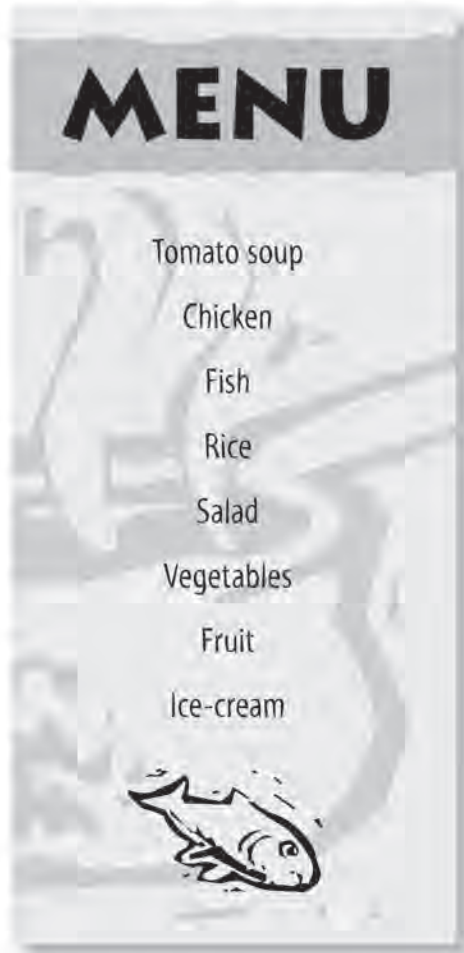 MENU
Tomato soup
Chicken
Fish
Rice
Salad
Vegetables
Fruit
Ice-cream